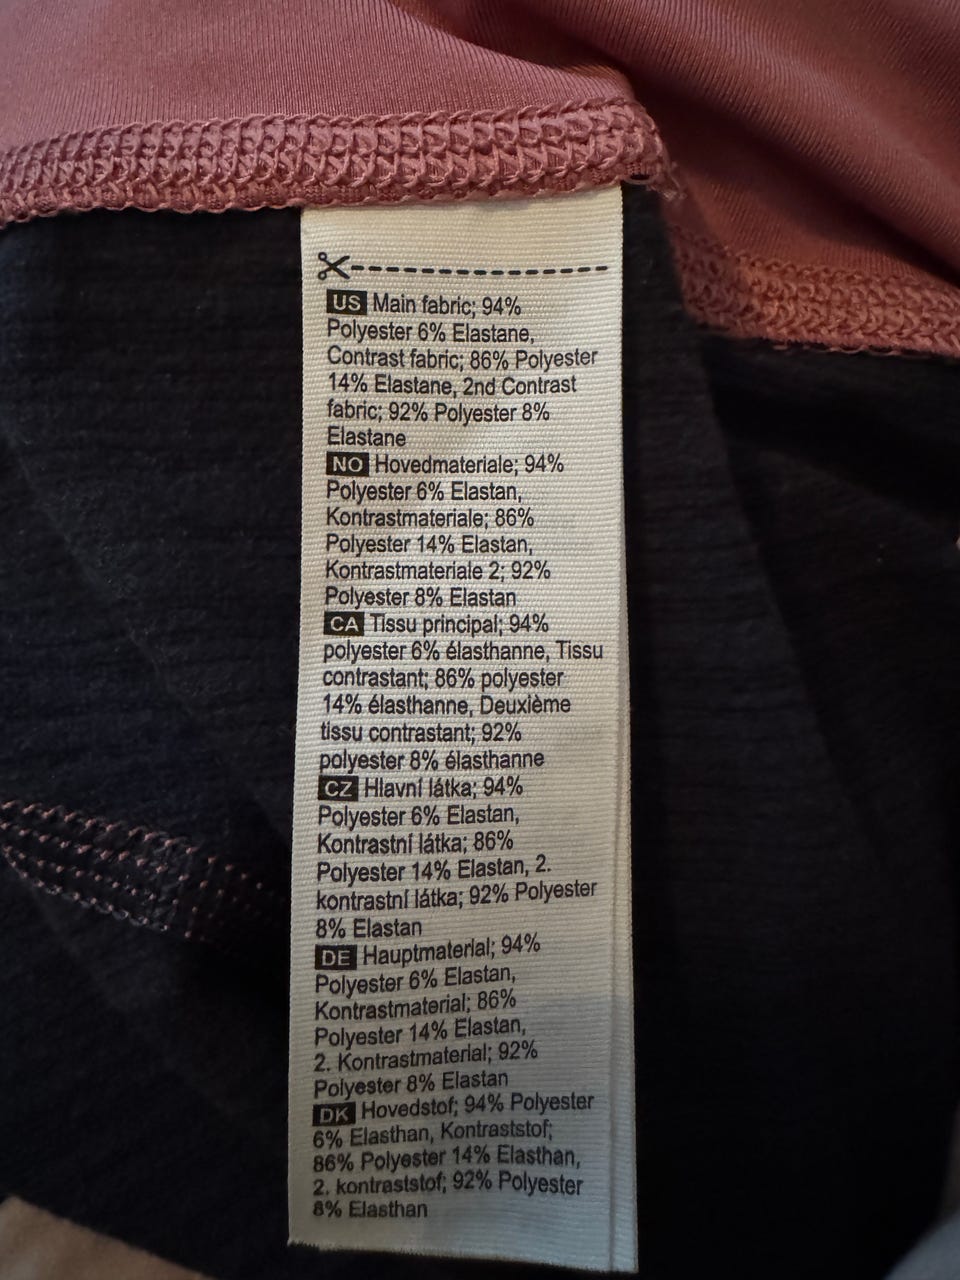 US Main fabric; 94%
Polyester 6% Elastane,
Contrast fabric; 86% Polyester
14% Elastane, 2nd Contrast
fabric; 92% Polyester 8%
Elastane
NO Hovedmateriale; 94%
Polyester 6% Elastan,
Kontrastmateriale; 86%
Polyester 14% Elastan,
Kontrastmateriale 2; 92%
Polyester 8% Elastan
CA Tissu principal; 94%
polyester 6% élasthanne, Tissu
contrastant; 86% polyester
14% élasthanne, Deuxième
tissu contrastant; 92%
polyester 8% élasthanne
CZ Hlavní látka; 94%
Polyester 6% Elastan,
Kontrastní látka; 86%
Polyester 14% Elastan, 2.
kontrastní látka; 92% Polyester
8% Elastan
DE Hauptmaterial; 94%
Polyester 6% Elastan,
Kontrastmaterial; 86%
Polyester 14% Elastan,
2. Kontrastmaterial; 92%
Polyester 8% Elastan
DK Hovedstof; 94% Polyester
6% Elasthan, Kontraststof;
86% Polyester 14% Elasthan,
2. kontraststof; 92% Polyester
8% Elasthan